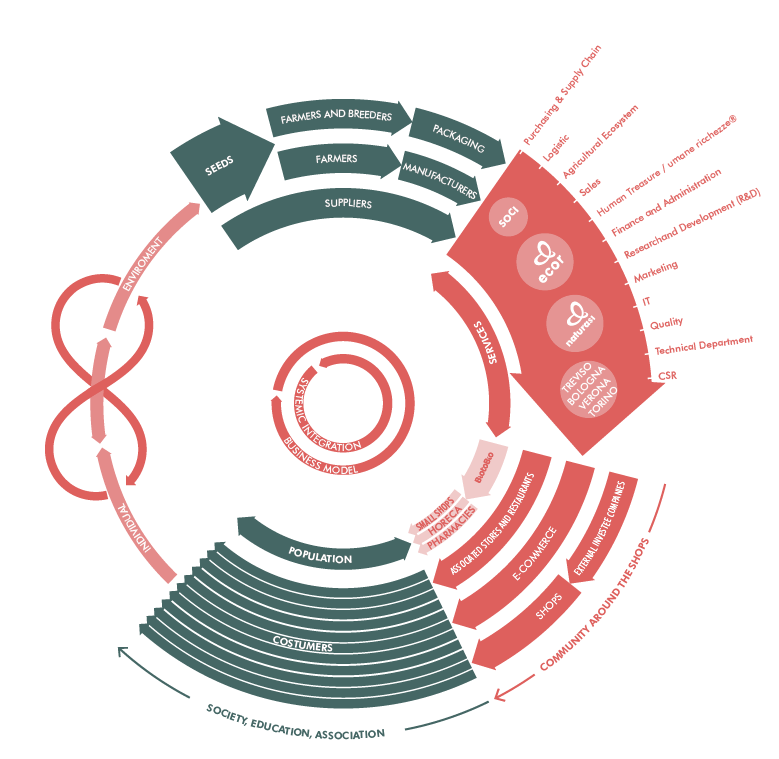 SEEDS
FARMERS AND BREEDERS
PACKAGING
FARMERS
MANUFACTURERS
SUPPLIERS
Purchasing & Supply Chain
Logistic
Agricultural Ecosystem
Sales
Human Treasure / umane ricchezze®
Finance and Administration
Researchand Development (R&D)
Marketing
IT
Quality
Technical Department
CSR
SOCI
ecor
naturasì
TREVISO
BOLOGNA
VERONA
TORINO
SERVICES
ENVIROMENT
INDIVIDUAL
SYSTEMIC INTEGRATION
BUSINESS MODEL
BotoBo
SMALL SHOPS
HORECA
PHARMACIES
ASSOCIATED STORES AND RESTAURANTS
E-COMMERCE
EXTERNAL INVESTEE COMPANIES
SHOPS
COMMUNITY AROUND THE SHOPS
POPULATION
COSTUMERS
SOCIETY, EDUCATION, ASSOCIATION